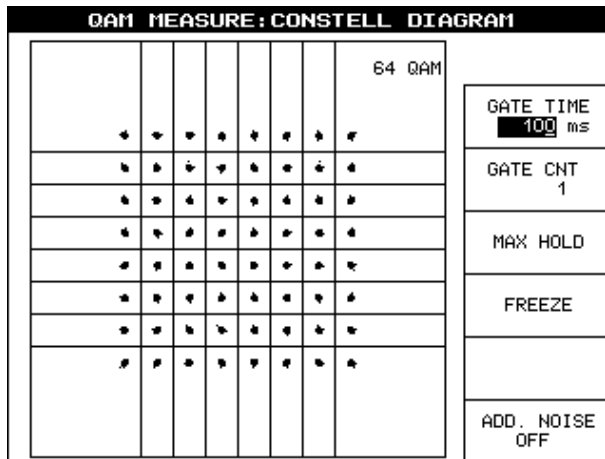 QAM MEASURE:CONSTELL DIAGRAM
64 QAM
GATE TIME
100 ms
GATE CNT
1
MAX HOLD
FREEZE
ADD. NOISE
OFF